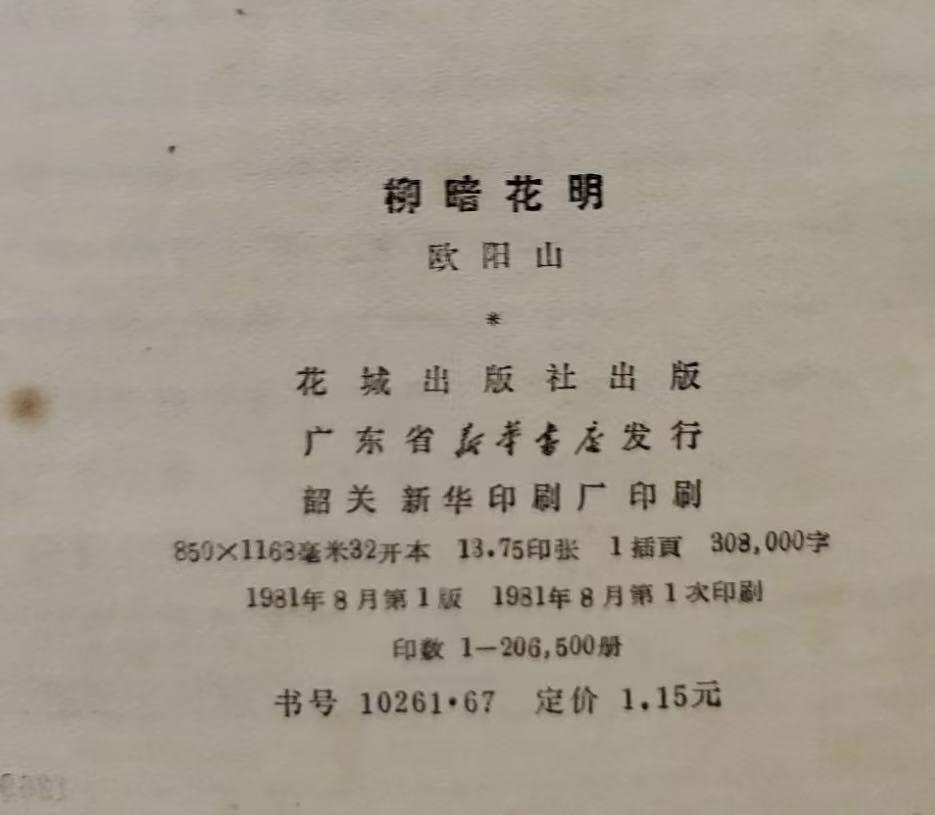 柳暗花明
欧阳山
*
花城出版社出版
广东省新华书店发行
韶关新华印刷厂印刷
850×1168毫米32开本 13.75印张 1插頁 308,000字
1981年8月第1版 1981年8月第1次印刷
印数 1—206,500册
书号 10261·67 定价 1.15元